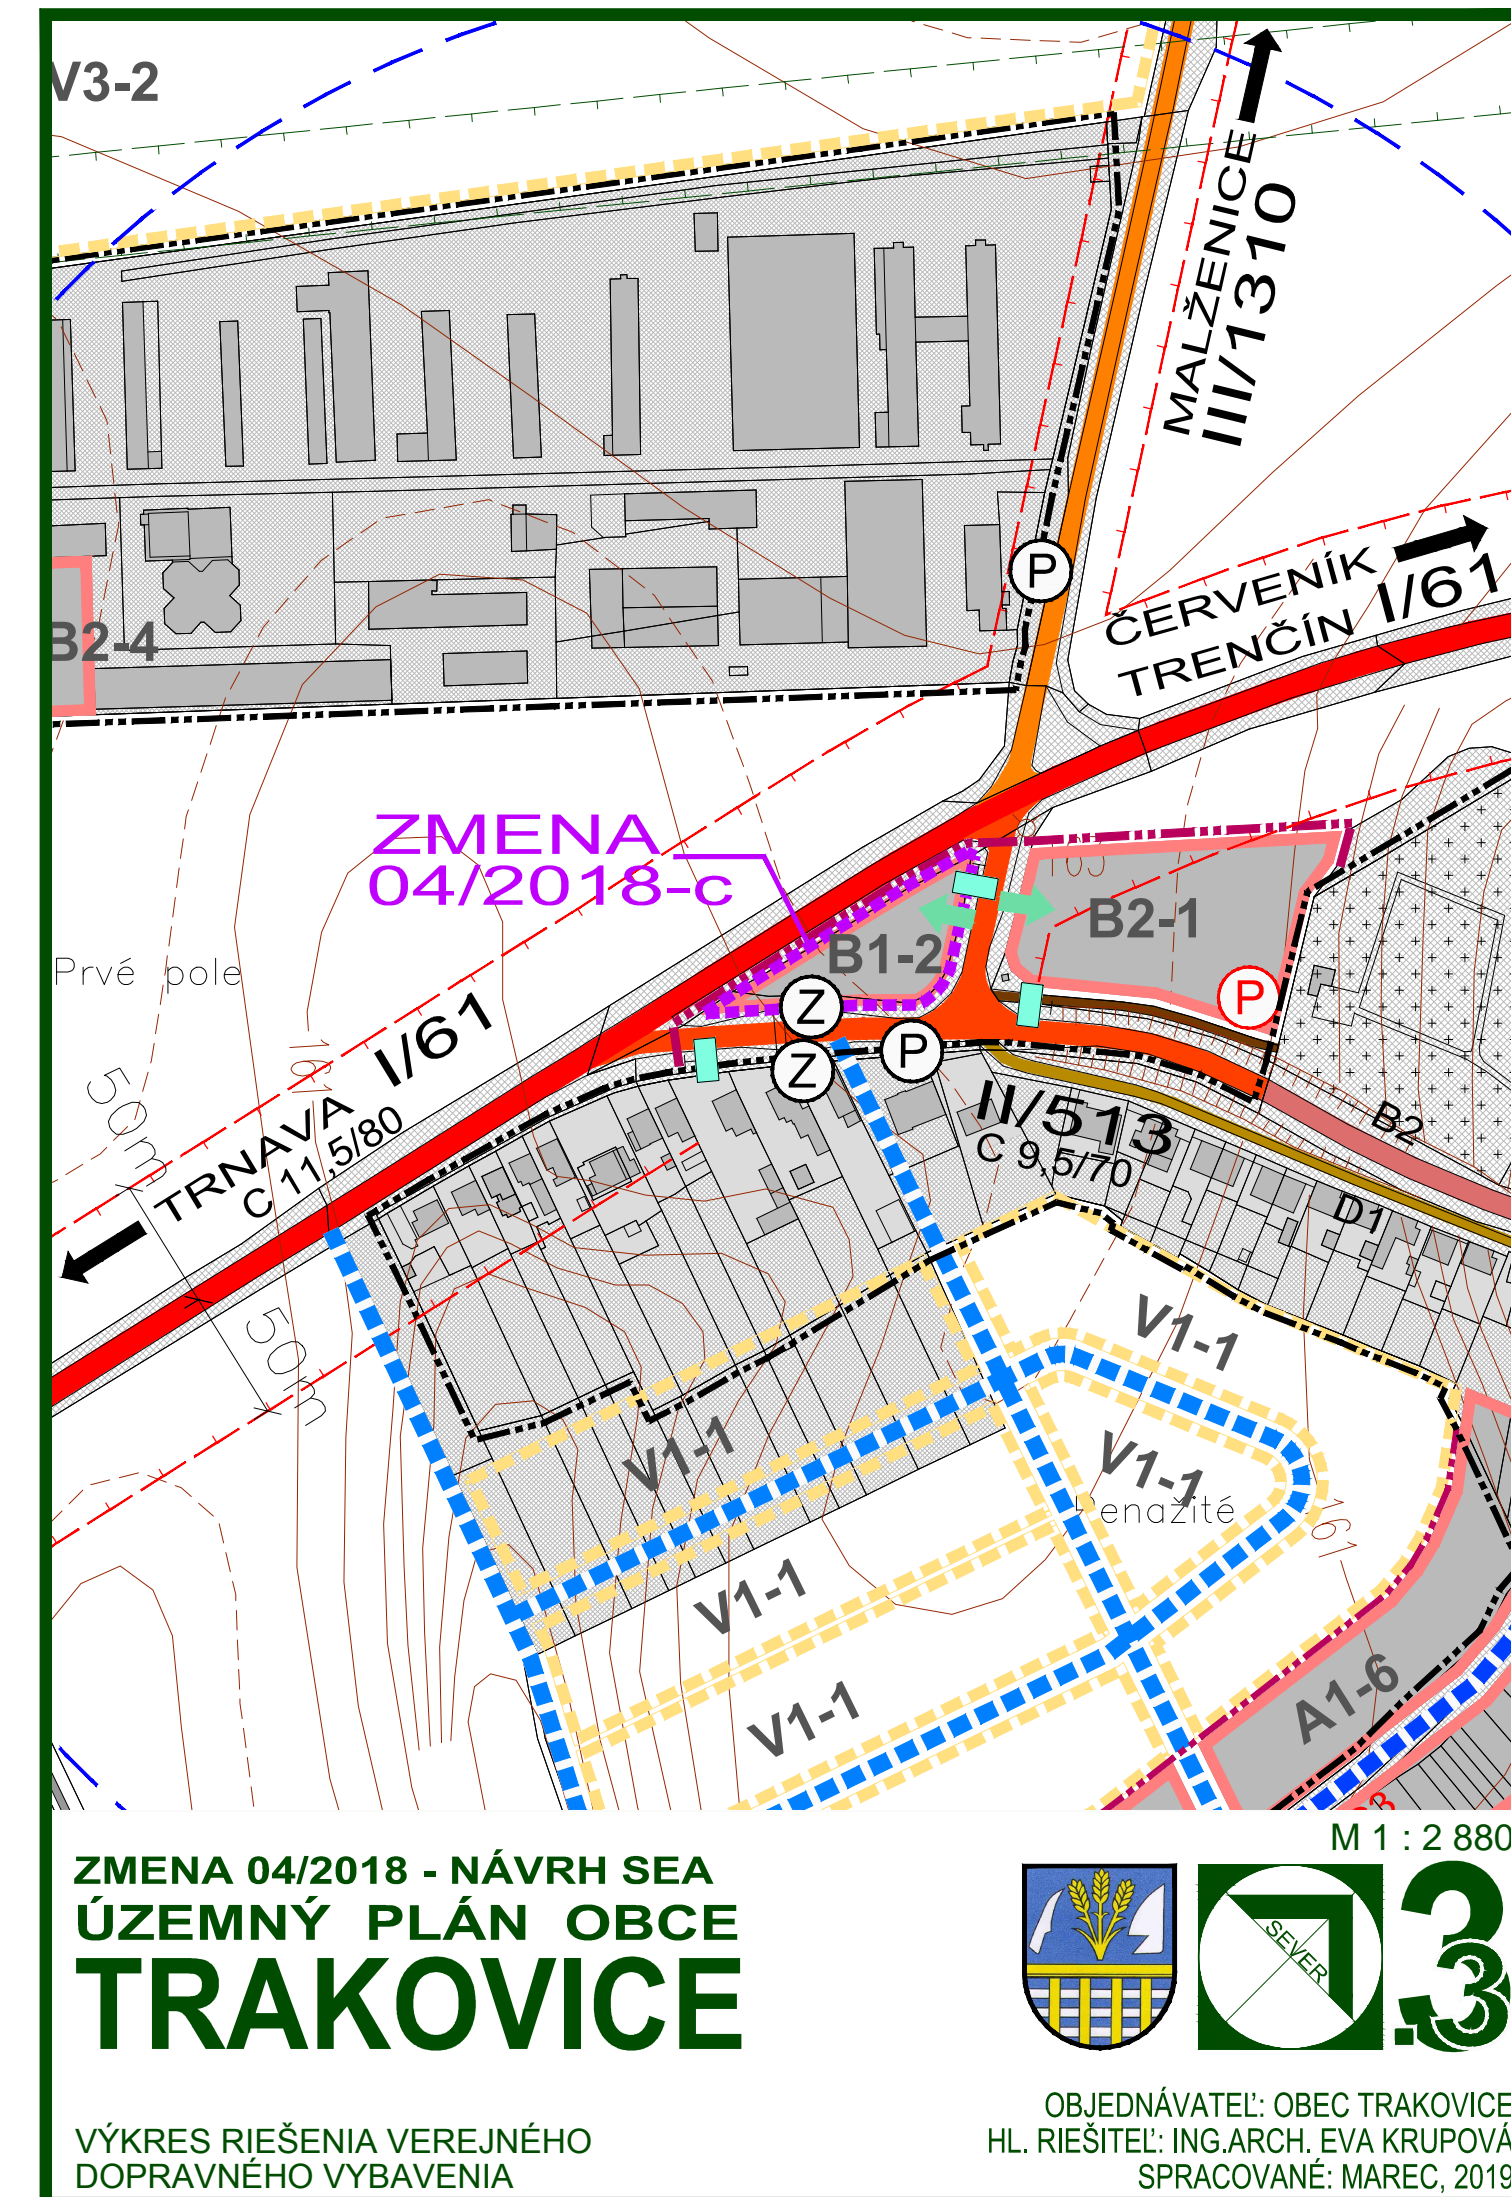 V3-2
MALŽENICE
III/1310
P
ČERVENÍK
TRENČÍN I/61
B2-4
ZMENA
04/2018-c
B2-1
B1-2
Prvé pole
P
Z
P
Z
I/61
161
50m
TRNAVA
C 11,5/80
II/513
C 9,5/70
B2
D1
50m
V1-1
V1-1
V1-1
161
V1-1
V1-1
A1-6
M 1 : 2 880
ZMENA 04/2018 - NÁVRH SEA
ÚZEMNÝ PLÁN OBCE
TRAKOVICE
SEVER
3
.3
OBJEDNÁVATEĽ: OBEC TRAKOVICE
HL. RIEŠITEĽ: ING.ARCH. EVA KRUPOVÁ
SPRACOVANÉ: MAREC, 2019
VÝKRES RIEŠENIA VEREJNÉHO
DOPRAVNÉHO VYBAVENIA